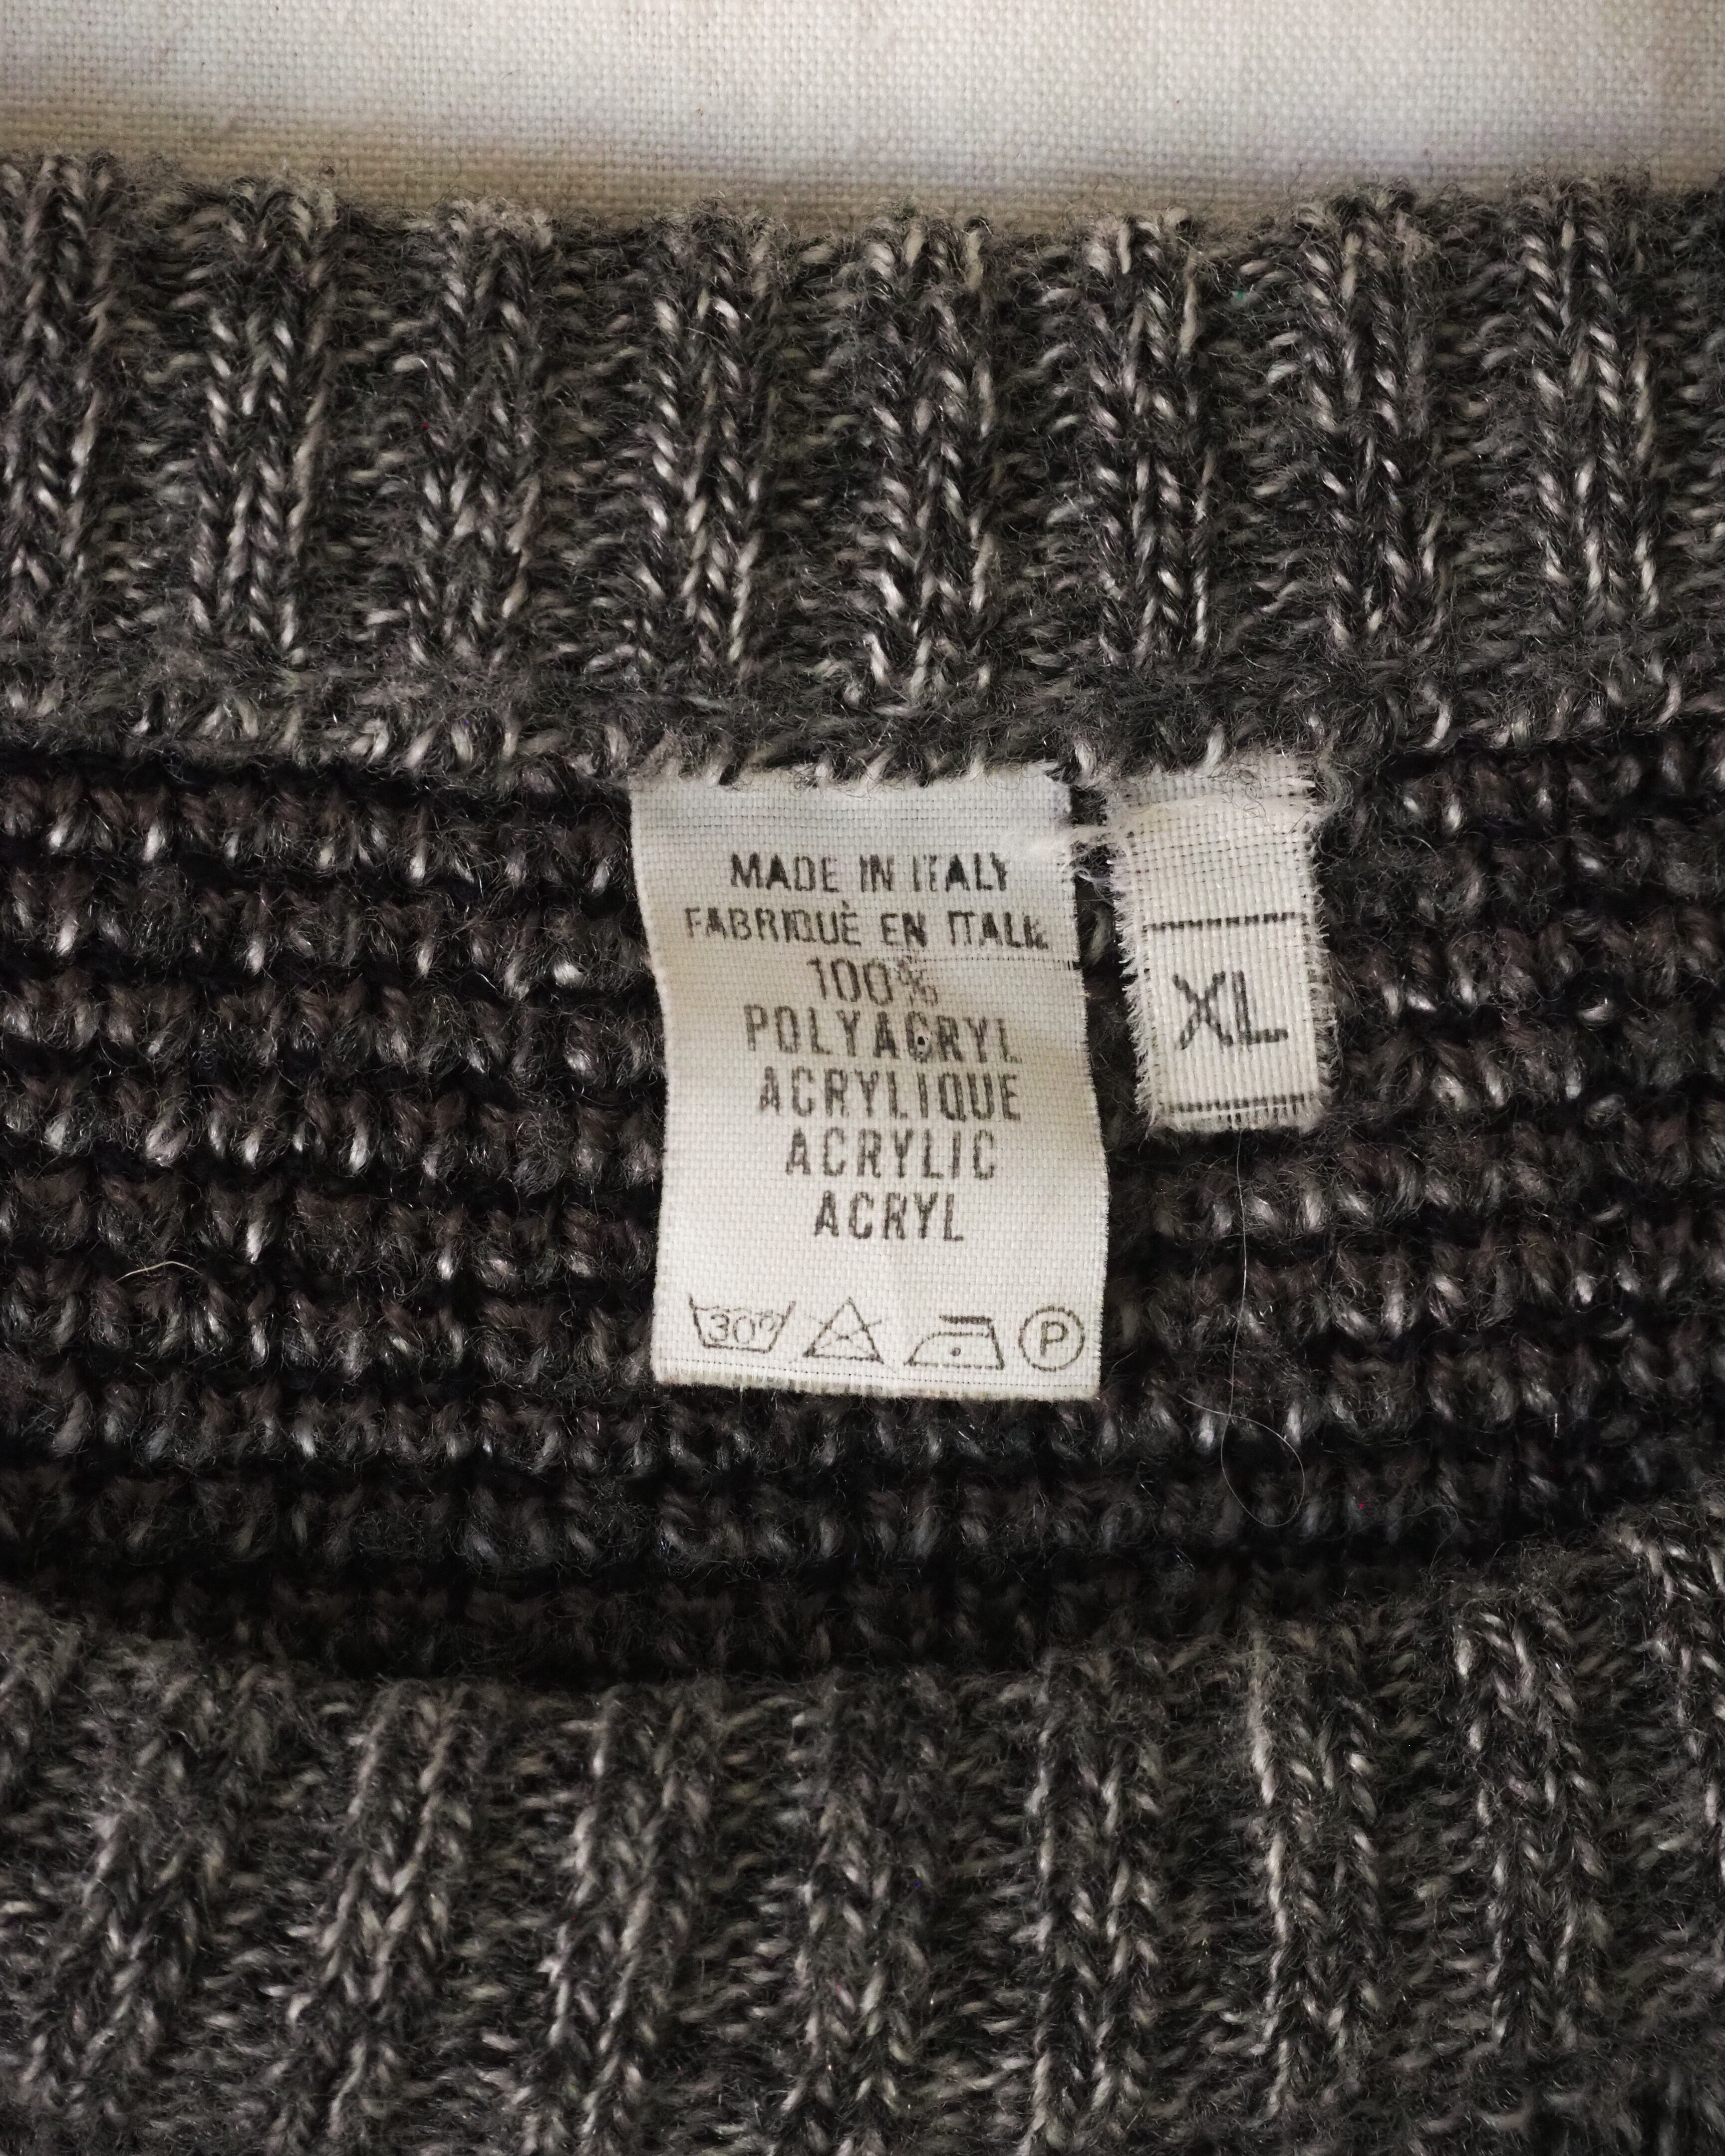 MADE IN ITALY
FABRIQUÈ EN ITALIE
100%
POLYACRYL
ACRYLIQUE
ACRYLIC
ACRYL
30°
P
XL